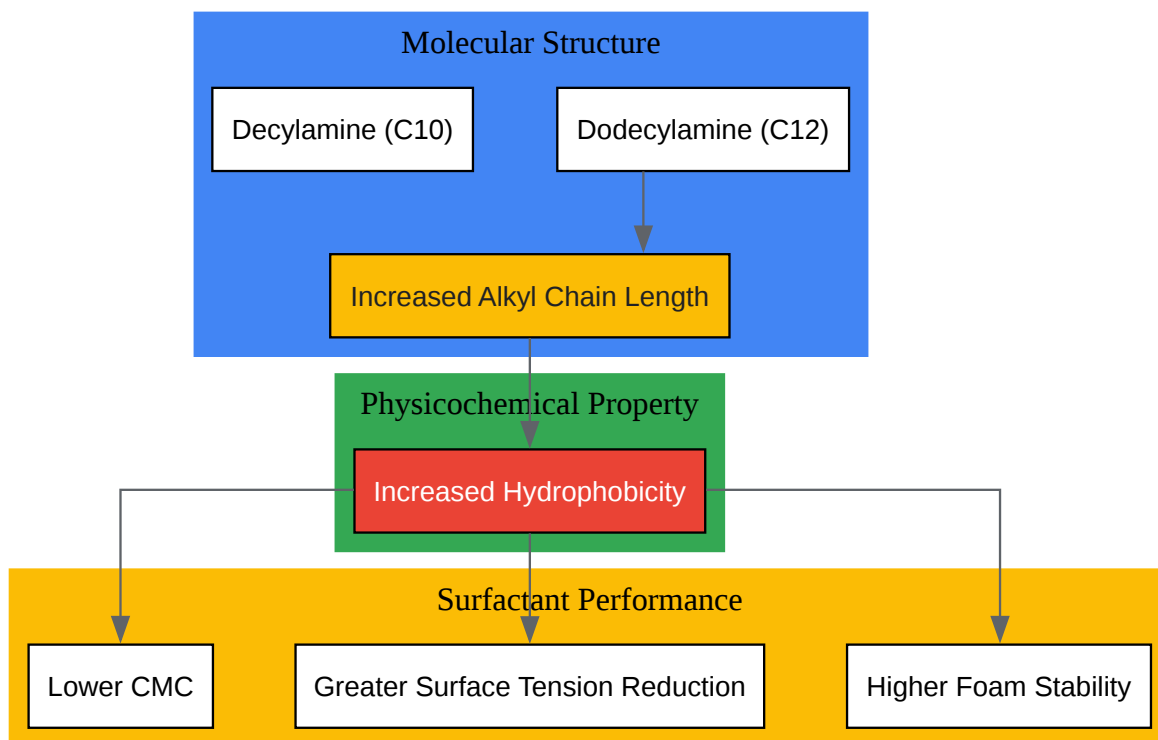 Molecular Structure
Decylamine (C10)
Dodecylamine (C12)
Increased Alkyl Chain Length
Physicochemical Property
Increased Hydrophobicity
Surfactant Performance
Lower CMC
Greater Surface Tension Reduction
Higher Foam Stability